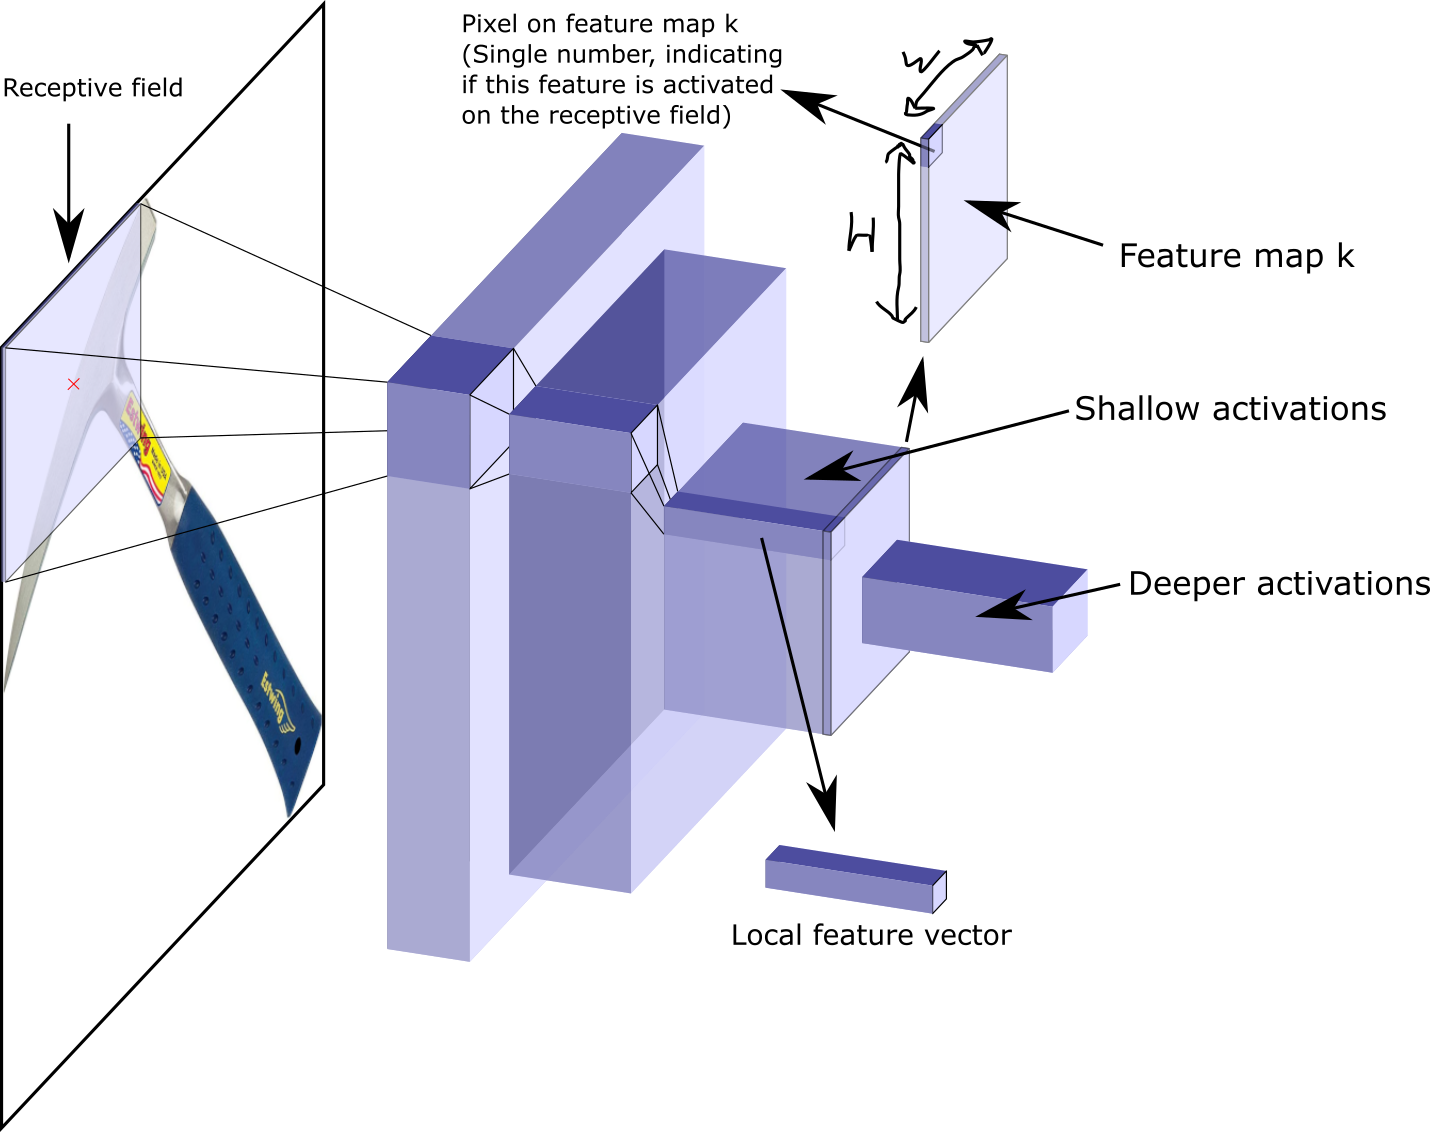 Pixel on feature map k
(Single number, indicating
if this feature is activated
on the receptive field)
W
Receptive field
H
Feature map k
Shallow activations
Estwing
Deeper activations
Estwing
Local feature vector